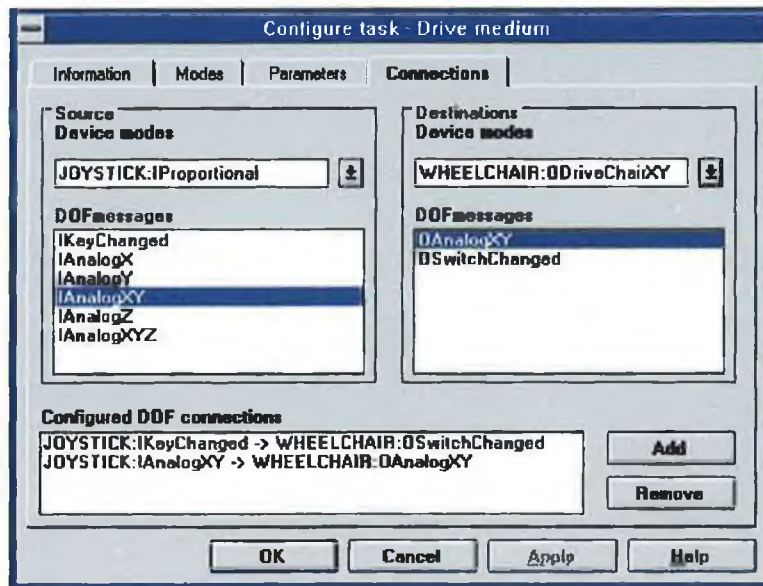 Configure task - Drive medium
Information Modes Parameters Connections
Source
Device modes
JOYSTICK:IProportional
DOFmessages
IKeyChanged
IAnalogX
IAnalogY
IAnalogXY
IAnalogZ
IAnalogXYZ
Destinations
Device modes
WHEELCHAIR:ODriveChairXY
DOFmessages
OAnalogXY
OSwitchChanged
Configured DOF connections
JOYSTICK:IKeyChanged -> WHEELCHAIR:OSwitchChanged
JOYSTICK:IAnalogXY -> WHEELCHAIR:OAnalogXY
Add
Remove
OK Cancel Apply Help